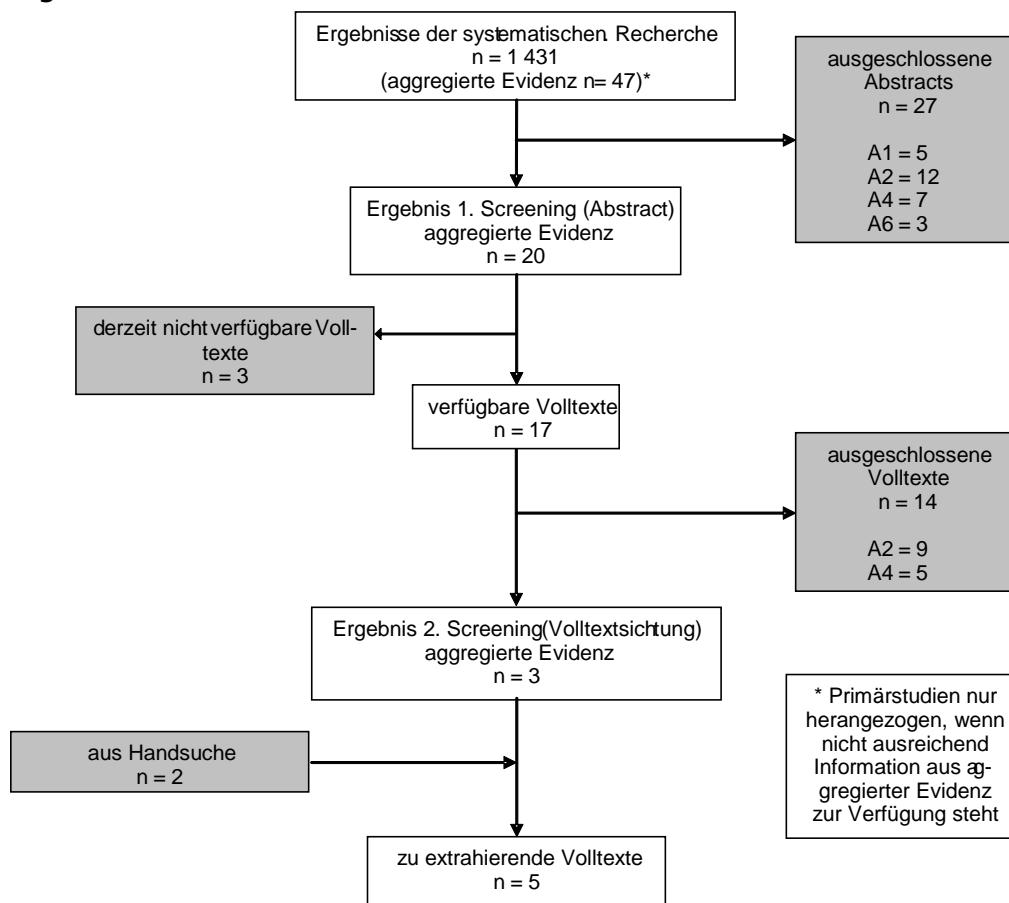 Ergebnisse der systematischen. Recherche
n = 1 431
(aggregierte Evidenz n= 47)*
ausgeschlossene
Abstracts
n = 27
A1 = 5
A2 = 12
A4 = 7
A6 = 3
Ergebnis 1. Screening (Abstract)
aggregierte Evidenz
n = 20
derzeit nicht verfügbare Voll-
texte
n = 3
verfügbare Volltexte
n = 17
ausgeschlossene
Volltexte
n = 14
A2 = 9
A4 = 5
Ergebnis 2. Screening(Volltextsichtung)
aggregierte Evidenz
n = 3
aus Handsuche
n = 2
* Primärstudien nur
herangezogen, wenn
nicht ausreichend
Information aus ag-
gregierter Evidenz
zur Verfügung steht
zu extrahierende Volltexte
n = 5